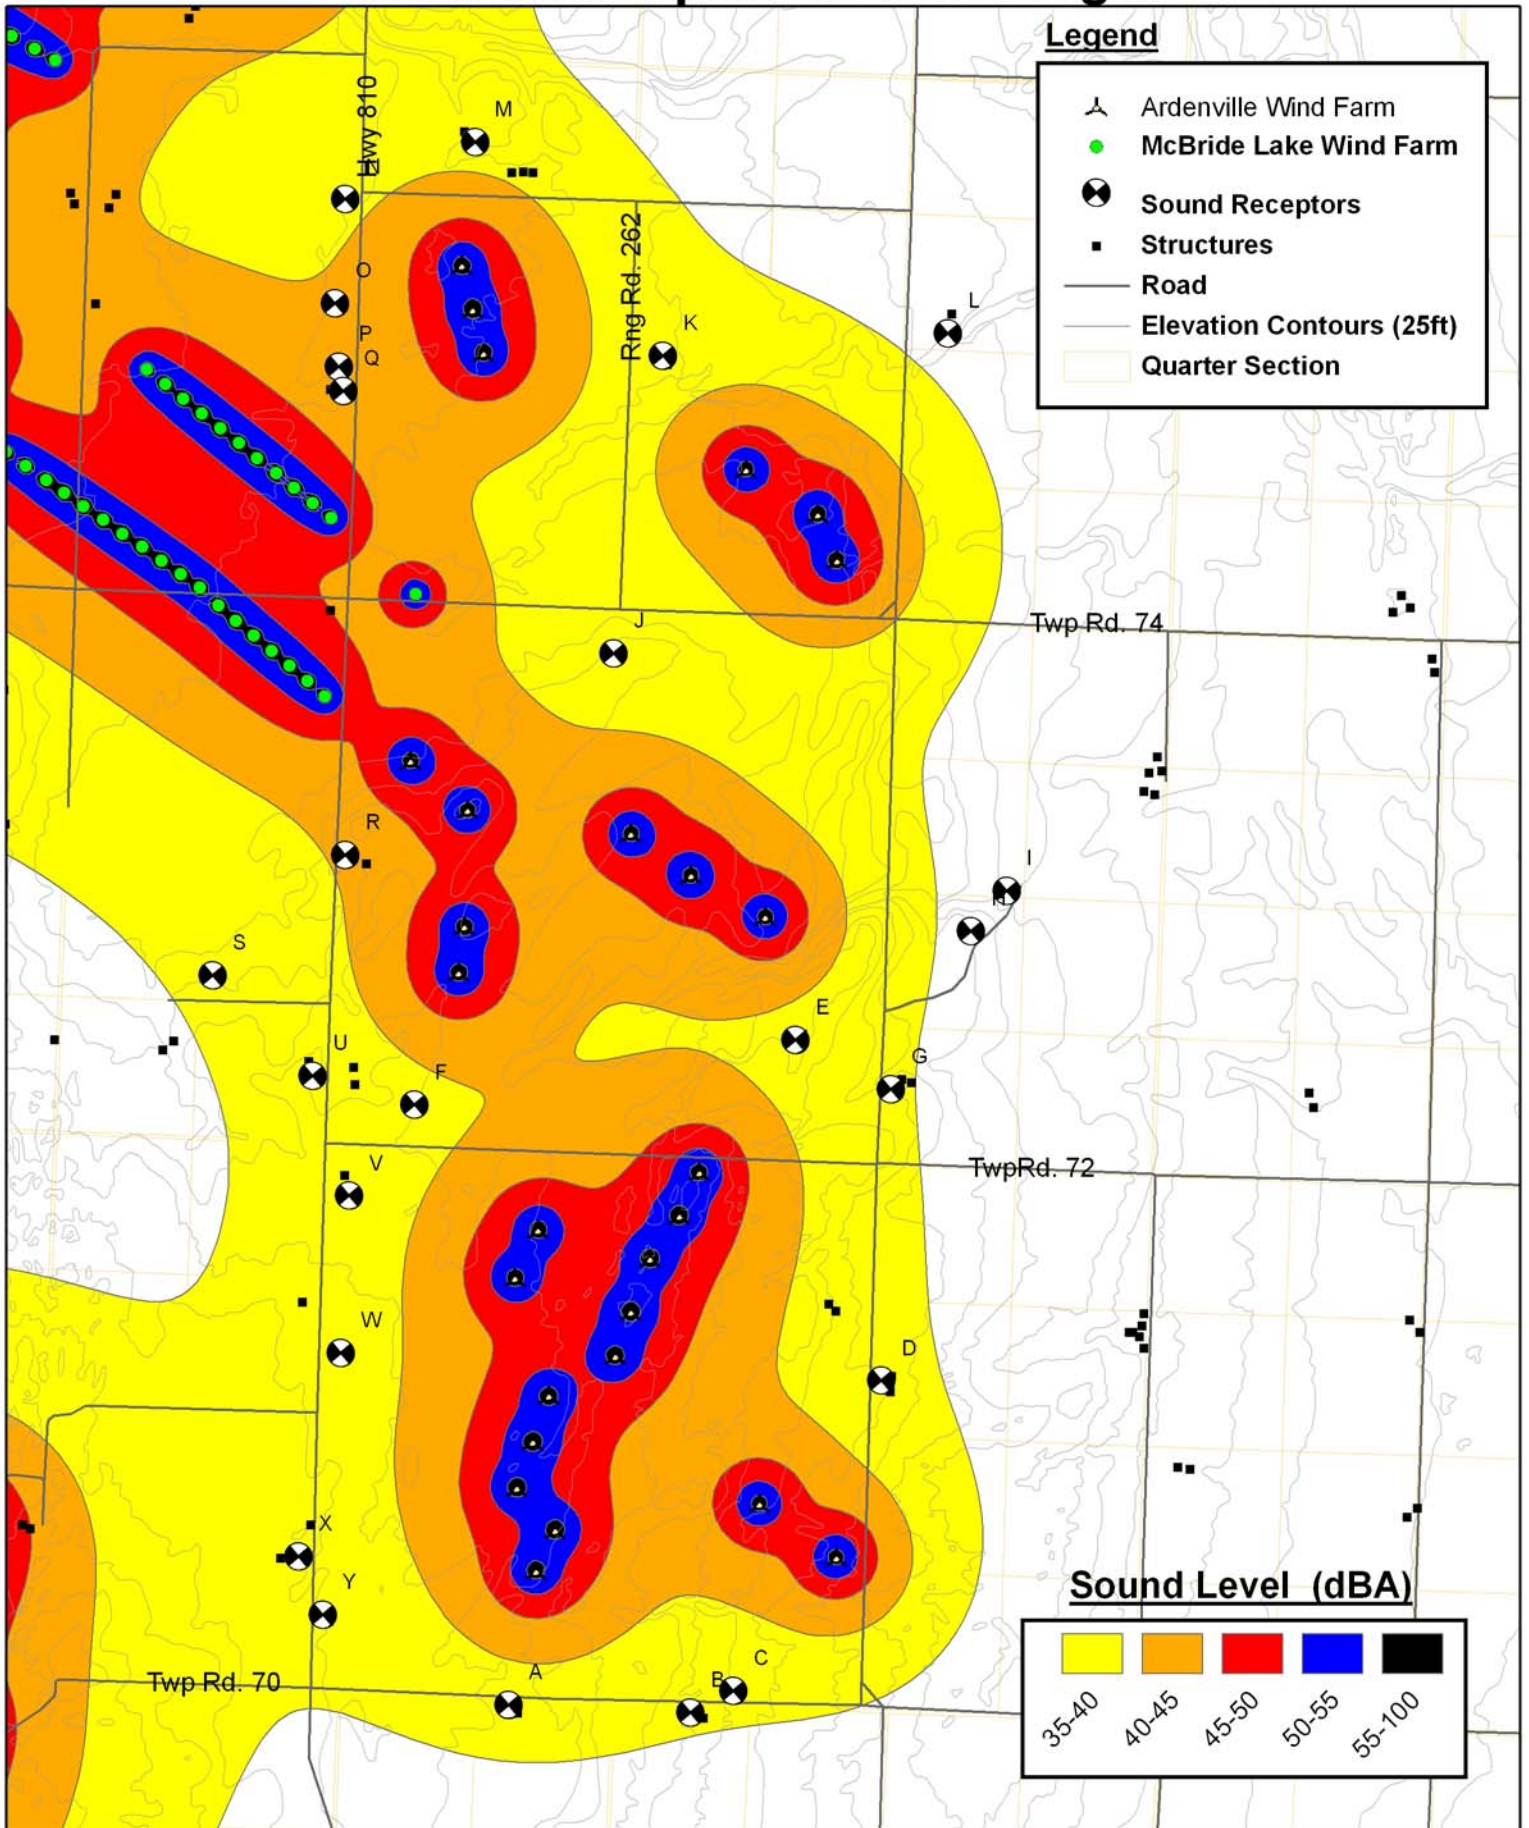 Legend
Ardenville Wind Farm
McBride Lake Wind Farm
Sound Receptors
Structures
Road
Elevation Contours (25ft)
Quarter Section
Hwy 810
M
O
P
Q
Rng Rd. 262
K
L
J
Twp Rd. 74
R
I
S
E
U
F
G
V
TwpRd. 72
W
D
X
Y
Twp Rd. 70
A
B
C
Sound Level (dBA)
35-40
40-45
45-50
50-55
55-100